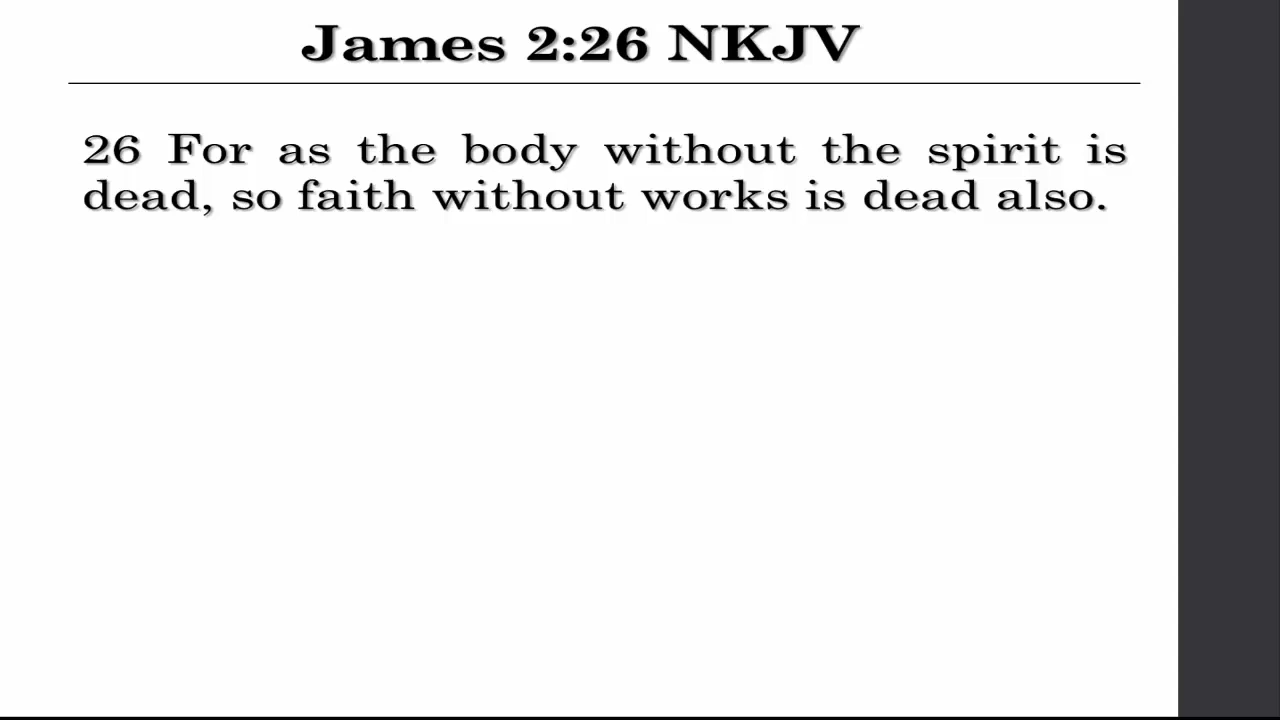 James 2:26 NKJV
26 For as the body without the spirit is
dead, so faith without works is dead also.